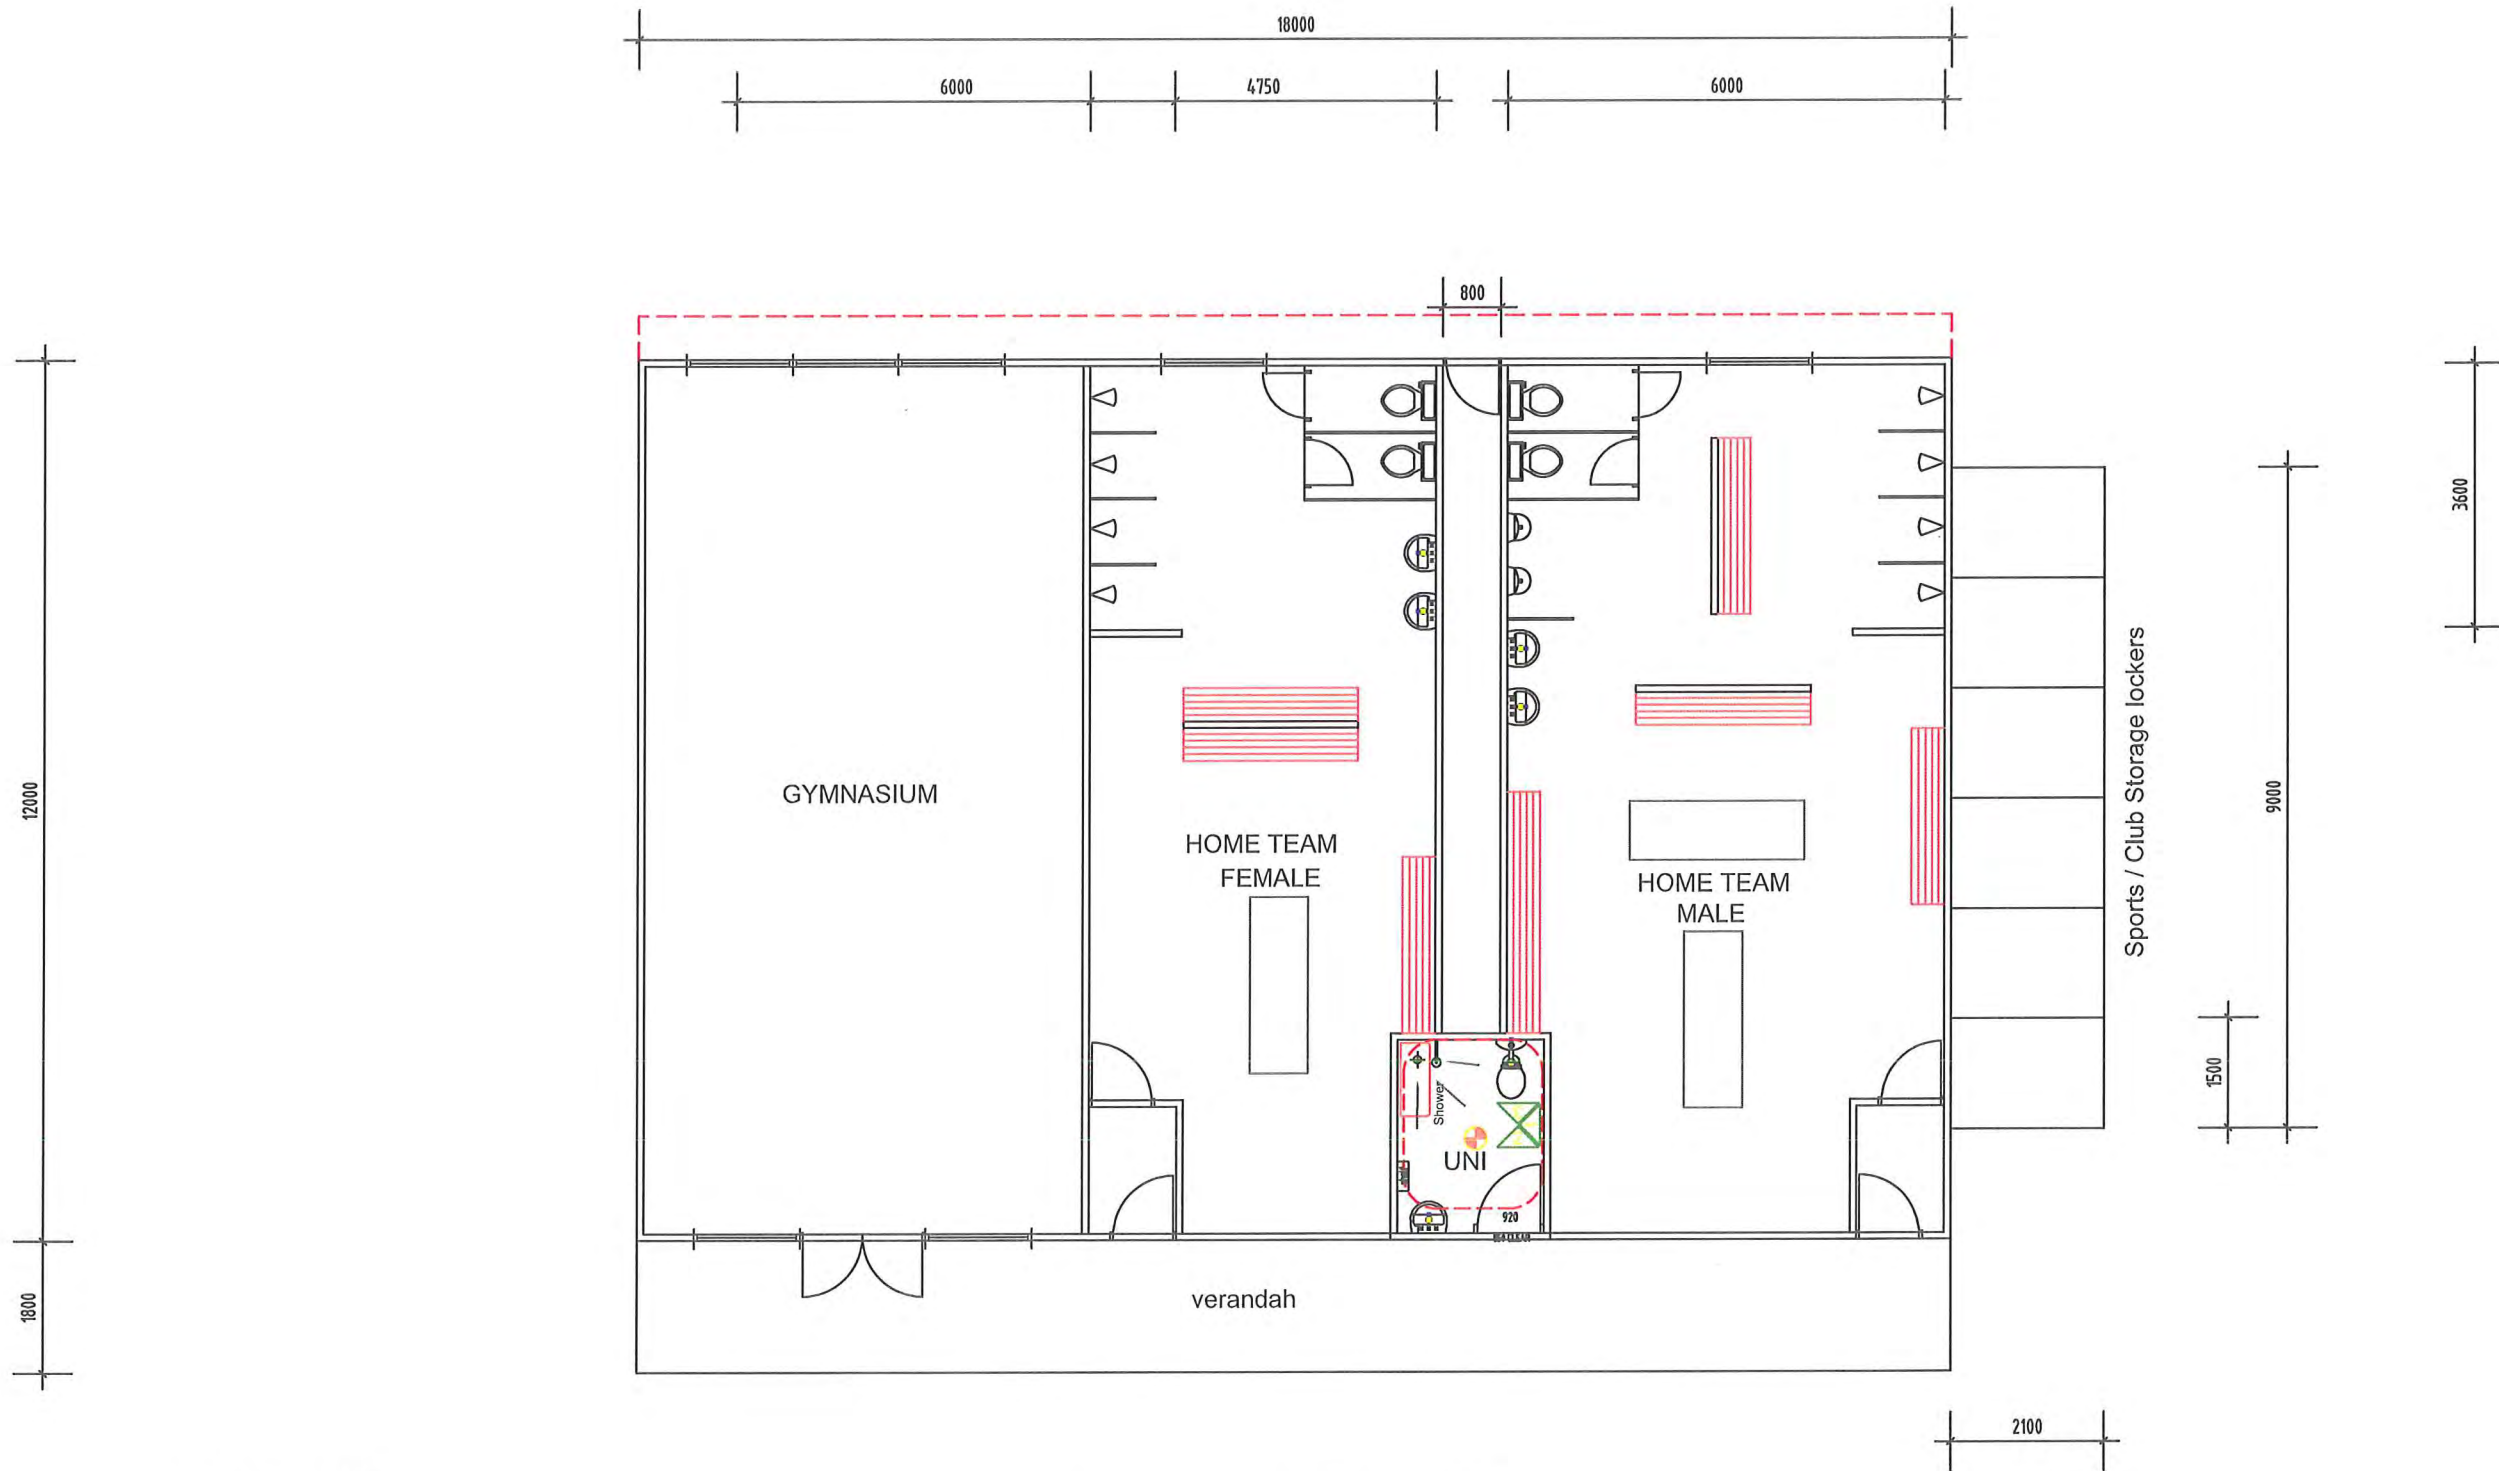 18000
6000
4750
6000
800
3600
12000
9000
GYMNASIUM
HOME TEAM
FEMALE
HOME TEAM
MALE
Sports / Club Storage lockers
Shower
UNI
920
1500
verandah
1800
2100